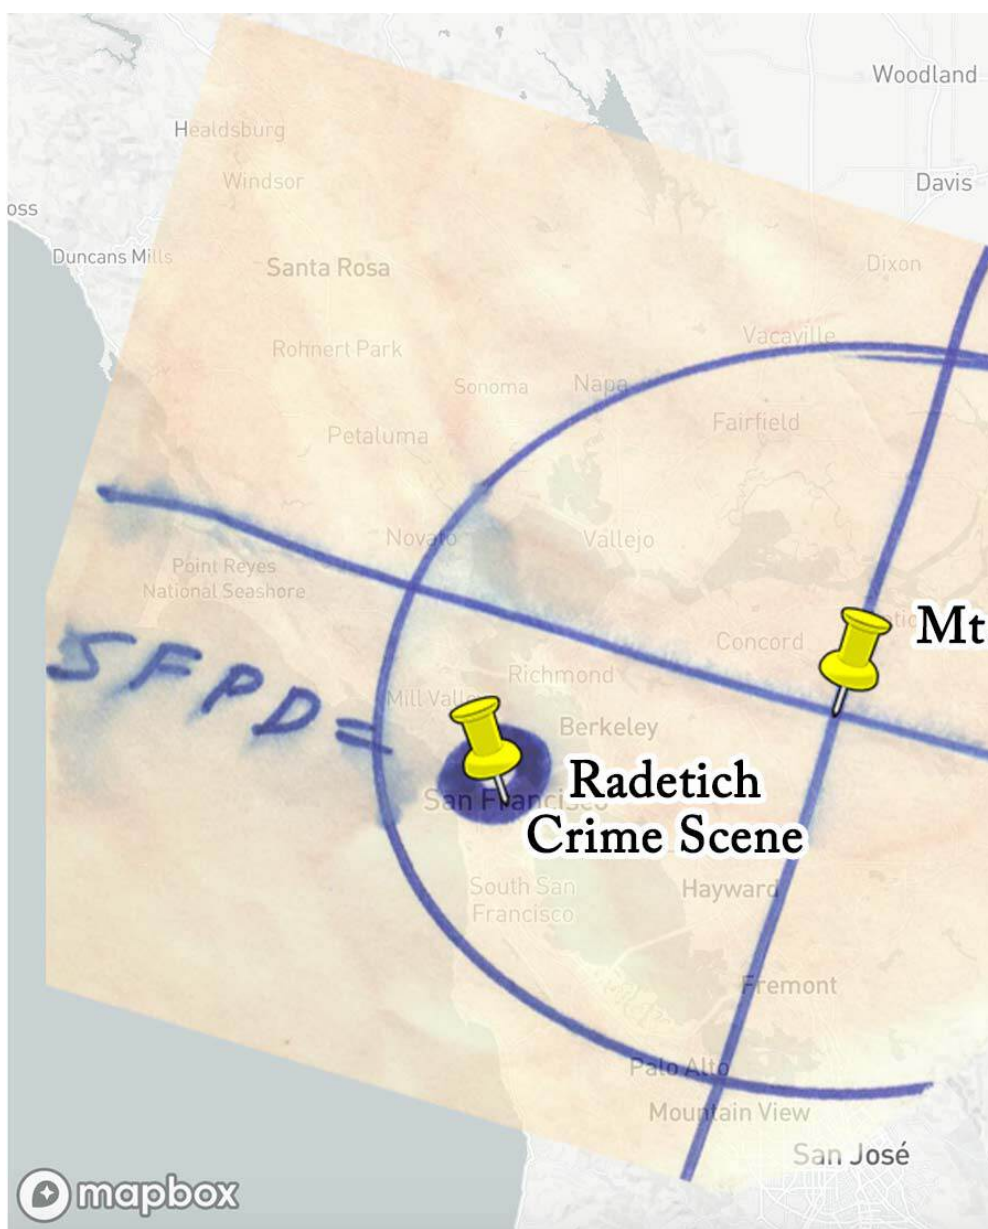 Woodland
Healdsburg
Windsor
Davis
oss
Duncans Mills
Santa Rosa
Dixon
Vacaville
Rohnert Park
Sonoma
Napa
Fairfield
Petaluma
Novato
Vallejo
Point Reyes
National Seashore
Mt
Concord
SFPD=
Richmond
Mill Valley
Berkeley
Radetich
Crime Scene
San Francisco
South San
Francisco
Hayward
Fremont
Palo Alto
Mountain View
San José
mapbox